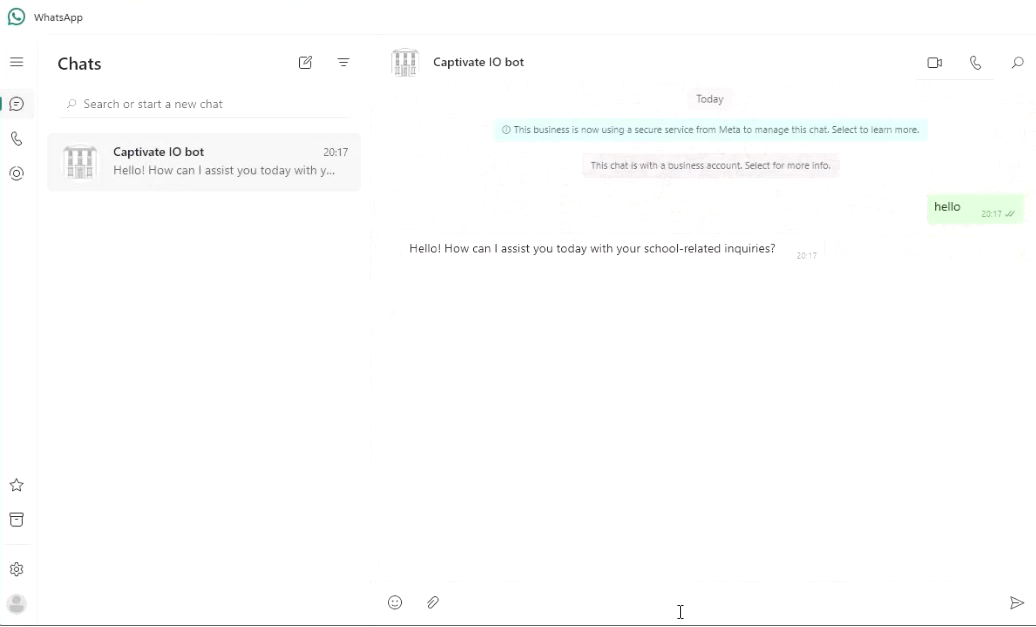 WhatsApp
Chats
Search or start a new chat
Captivate IO bot 20:17
Hello! How can I assist you today with y...
Captivate IO bot
Today
This business is now using a secure service from Meta to manage this chat. Select to learn more.
This chat is with a business account. Select for more info.
hello 20:17
Hello! How can I assist you today with your school-related inquiries? 20:17